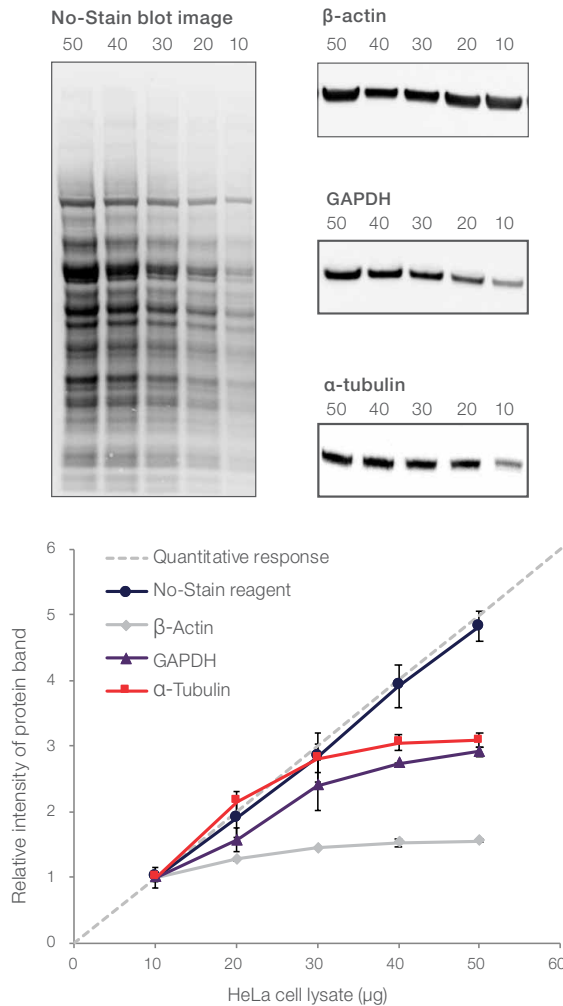 No-Stain blot image
50 40 30 20 10
β-actin
50 40 30 20 10
GAPDH
50 40 30 20 10
α-tubulin
50 40 30 20 10
Relative intensity of protein band
6
5
4
3
2
1
0
Quantitative response
No-Stain reagent
β-Actin
GAPDH
α-Tubulin
0 10 20 30 40 50 60
HeLa cell lysate (μg)